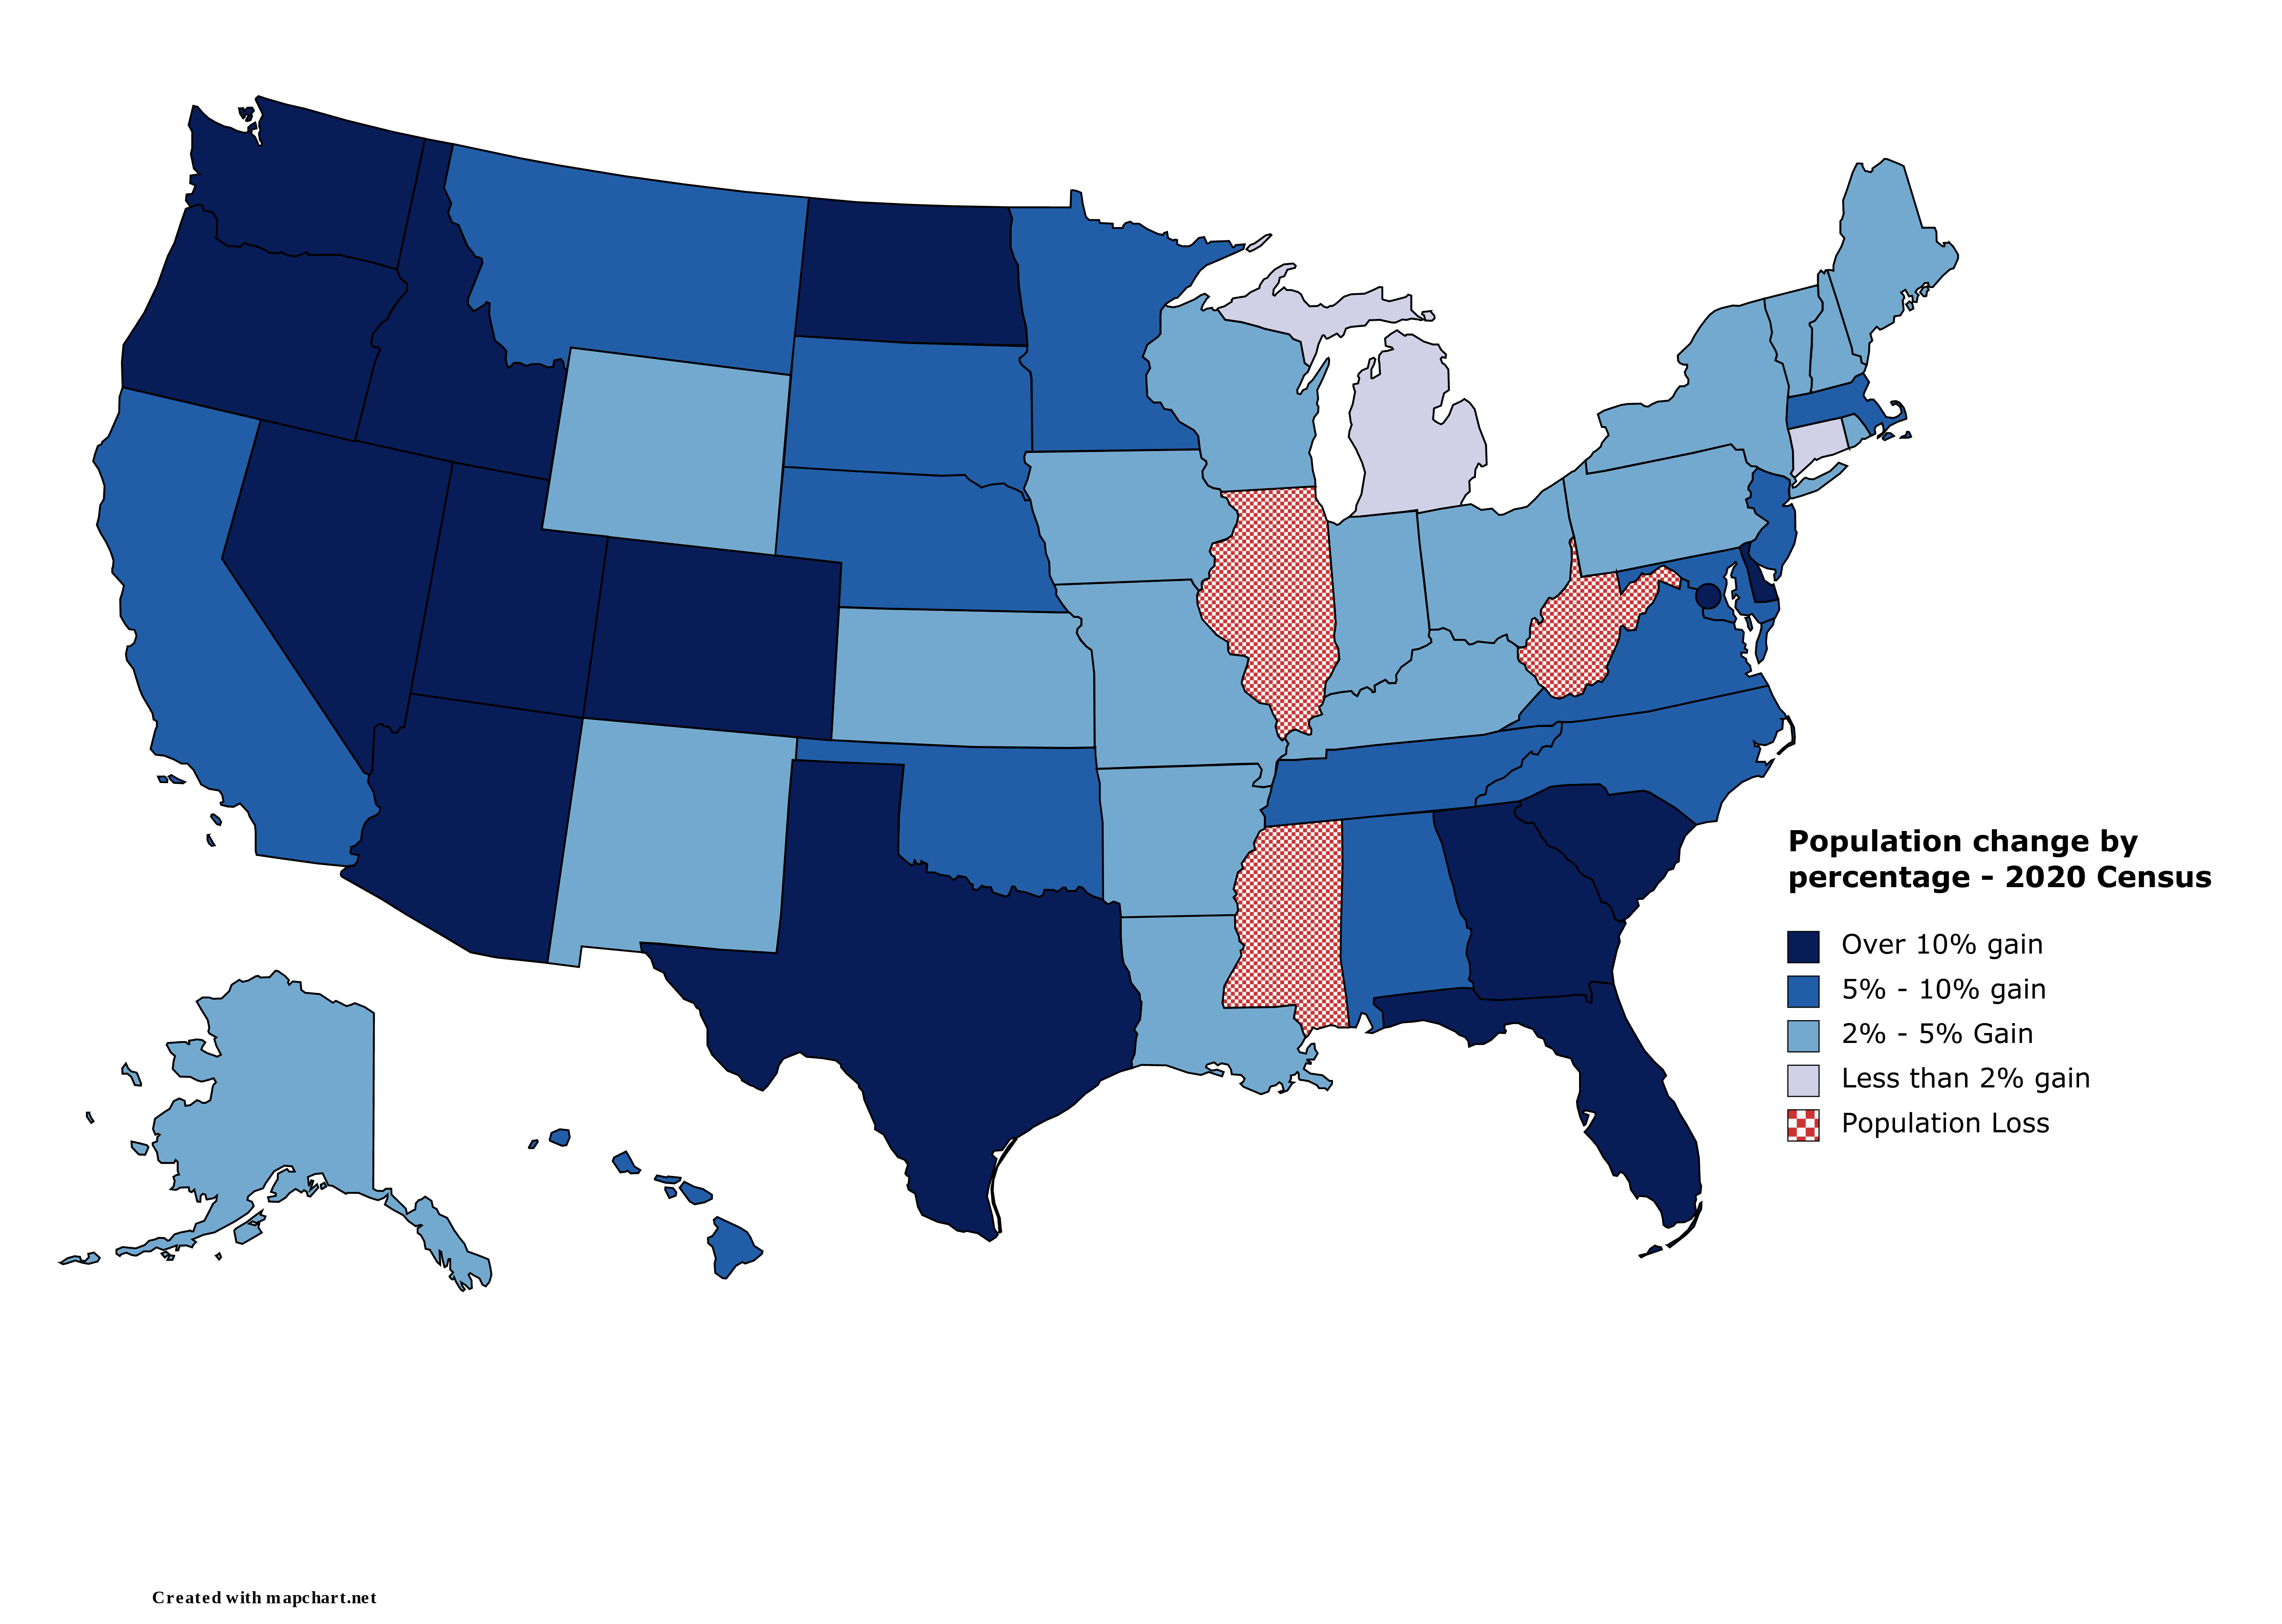 Population change by
percentage - 2020 Census
Over 10% gain
5% - 10% gain
2% - 5% Gain
Less than 2% gain
Population Loss
Created with mapchart.net